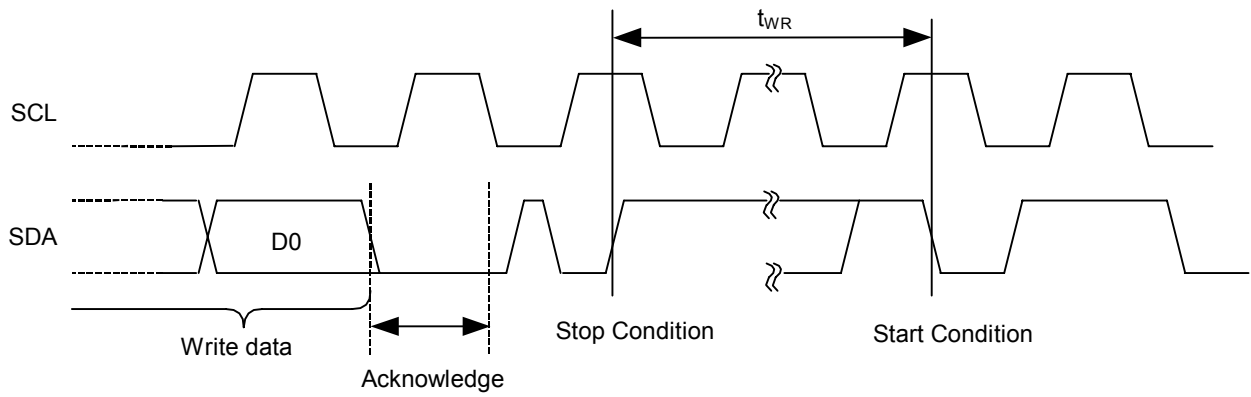 tWR
SCL
SDA
D0
Write data
Acknowledge
Stop Condition
Start Condition